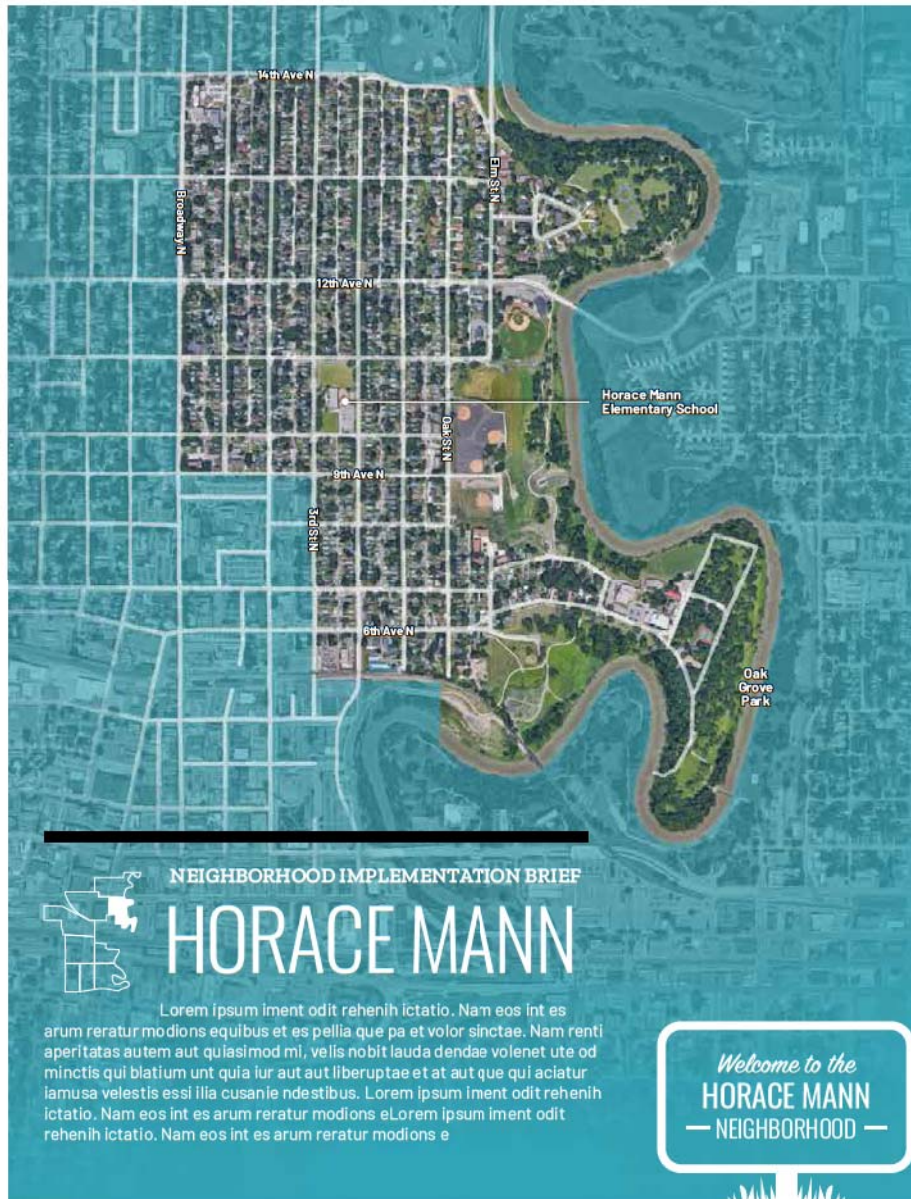 14th Ave N
Elm St N
Broadway N
12th Ave N
Horace Mann
Elementary School
Oak St N
9th Ave N
3rd St N
6th Ave N
Oak
Grove
Park
NEIGHBORHOOD IMPLEMENTATION BRIEF
HORACE MANN
Lorem ipsum iment odit rehenih ictatio. Nam eos int es
arum reratur modions equibus et es pellia que pa et volor sinctae. Nam renti
aperitatas autem aut quiasimod mi, velis nobit lauda dendae volenet ute od
minctis qui blatium unt quia iur aut aut liberuptae et at aut que qui aciatur
iamusa velestis essi ilia cusanie ndestibus. Lorem ipsum iment odit rehenih
ictatio. Nam eos int es arum reratur modions eLorem ipsum iment odit
rehenih ictatio. Nam eos int es arum reratur modions e
Welcome to the
HORACE MANN
NEIGHBORHOOD